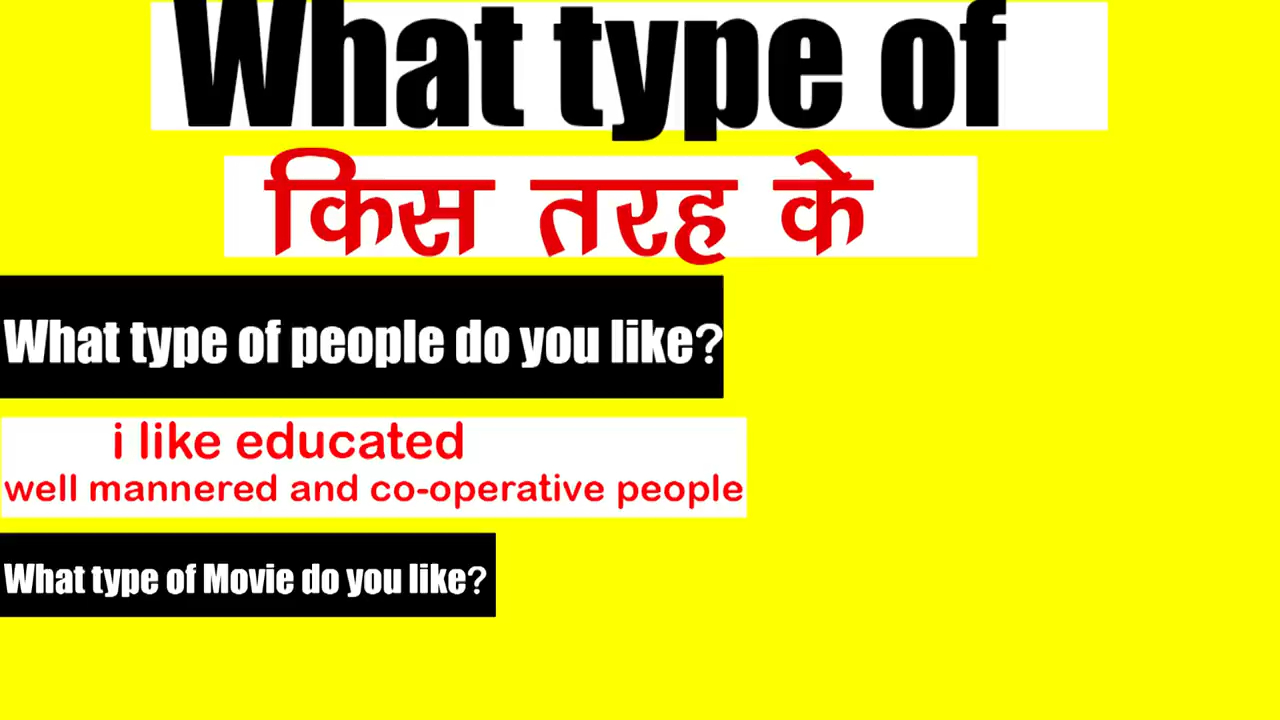 What type of
किस तरह के
What type of people do you like?
i like educated
well mannered and co-operative people
What type of Movie do you like?